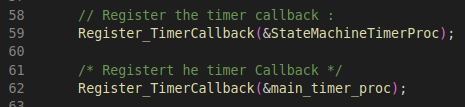 58 // Register the timer callback :
59 Register_TimerCallback(&StateMachineTimerProc);
60
61 /* Registert he timer Callback */
62 Register_TimerCallback(&main_timer_proc);